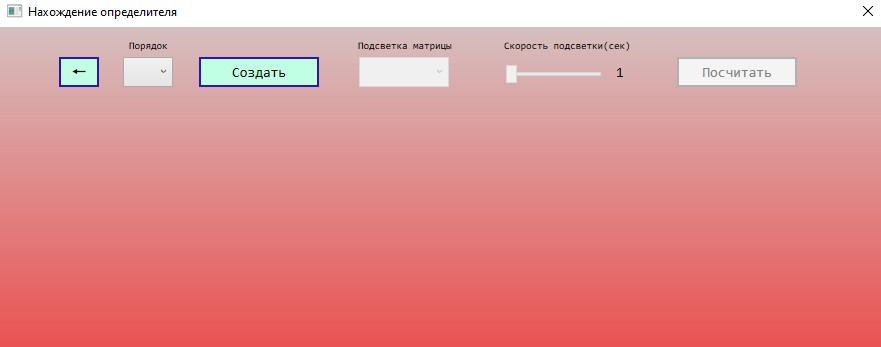 Нахождение определителя
Порядок
Подсветка матрицы
Скорость подсветки(сек)
←
Создать
1
Посчитать